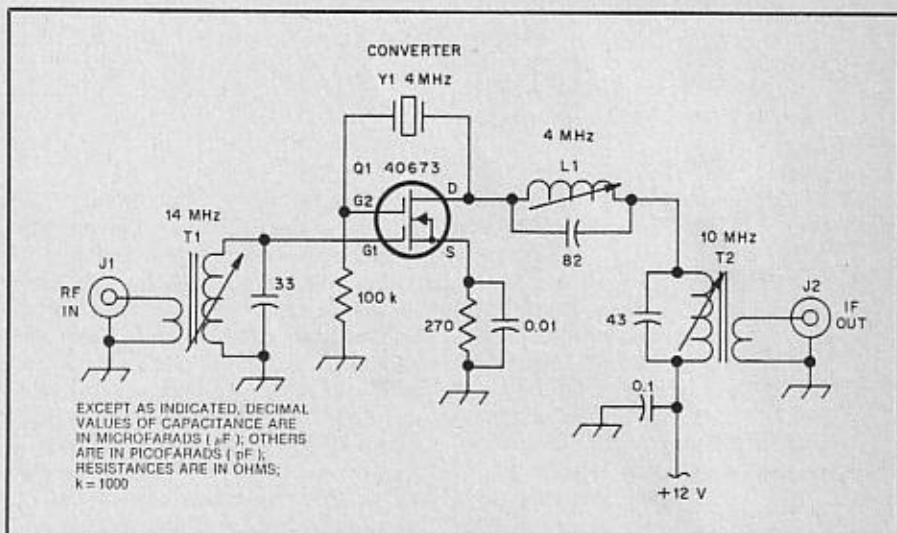 CONVERTER
Y1 4 MHz
4 MHz
L1
Q1 40673
D
G2
G1
S
82
14 MHz
T1
10 MHz
T2
J1
RF
IN
33
100 k
270
0.01
43
J2
IF
OUT
0.1
+12 V
EXCEPT AS INDICATED, DECIMAL
VALUES OF CAPACITANCE ARE
IN MICROFARADS ( µF ); OTHERS
ARE IN PICOFARADS ( pF );
RESISTANCES ARE IN OHMS;
k = 1000